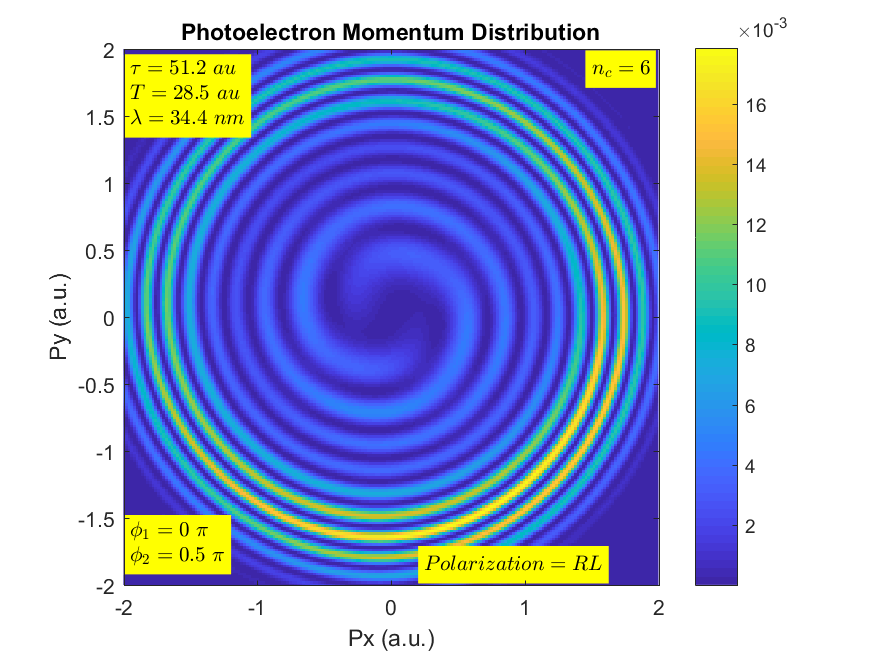 Photoelectron Momentum Distribution
×10^-3
τ = 51.2 au
T = 28.5 au
λ = 34.4 nm
n_c = 6
2
1.5
1
0.5
0
-0.5
-1
-1.5
-2
Py (a.u.)
16
14
12
10
8
6
4
2
ϕ_1 = 0 π
ϕ_2 = 0.5 π
Polarization = RL
-2 -1 0 1 2
Px (a.u.)